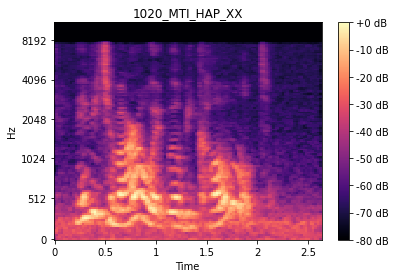 1020_MTI_HAP_XX
8192
4096
2048
1024
512
0
Hz
0
0.5
1
1.5
2
2.5
Time
+0 dB
-10 dB
-20 dB
-30 dB
-40 dB
-50 dB
-60 dB
-70 dB
-80 dB